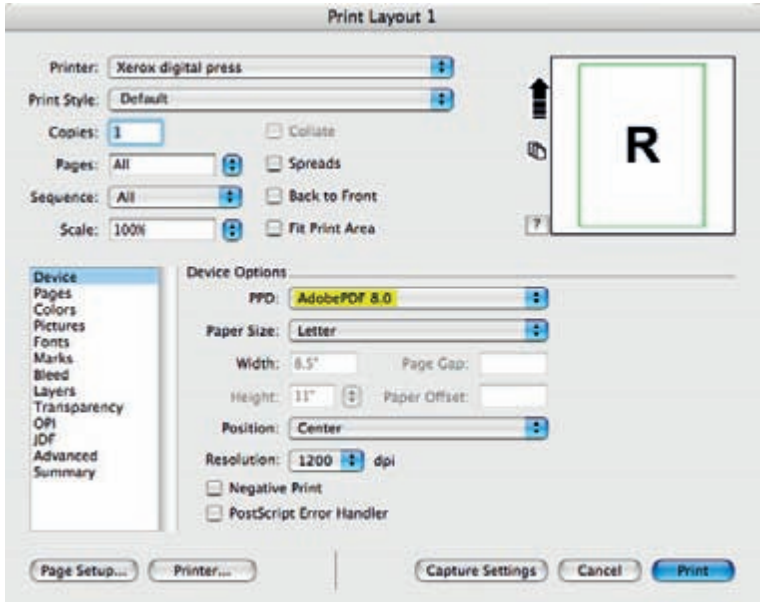 Print Layout 1
Printer: Xerox digital press
Print Style: Default
Copies: 1 Collate
Pages: All Spreads
Sequence: All Back to Front
Scale: 100% Fit Print Area
R
?
Device
Pages
Colors
Pictures
Fonts
Marks
Bleed
Layers
Transparency
OPI
JDF
Advanced
Summary
Device Options
PPD: AdobePDF 8.0
Paper Size: Letter
Width: 8.5" Page Gap:
Height: 11" Paper Offset:
Position: Center
Resolution: 1200 dpi
Negative Print
PostScript Error Handler
Page Setup... Printer... Capture Settings Cancel Print